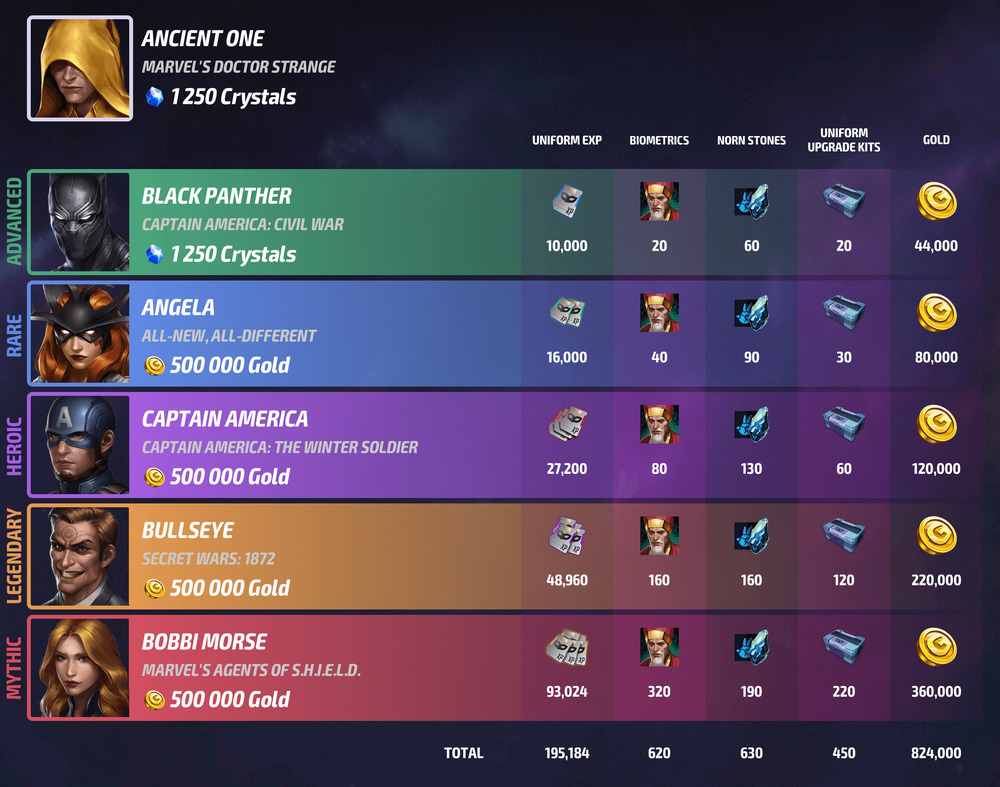 ANCIENT ONE
MARVEL'S DOCTOR STRANGE
1 250 Crystals
UNIFORM EXP BIOMETRICS NORN STONES UNIFORM UPGRADE KITS GOLD
ADVANCED
BLACK PANTHER
CAPTAIN AMERICA: CIVIL WAR
1 250 Crystals
10,000 20 60 20 44,000
RARE
ANGELA
ALL-NEW, ALL-DIFFERENT
500 000 Gold
16,000 40 90 30 80,000
HEROIC
CAPTAIN AMERICA
CAPTAIN AMERICA: THE WINTER SOLDIER
500 000 Gold
27,200 80 130 60 120,000
LEGENDARY
BULLSEYE
SECRET WARS: 1872
500 000 Gold
48,960 160 160 120 220,000
MYTHIC
BOBBI MORSE
MARVEL'S AGENTS OF S.H.I.E.L.D.
500 000 Gold
93,024 320 190 220 360,000
TOTAL 195,184 620 630 450 824,000